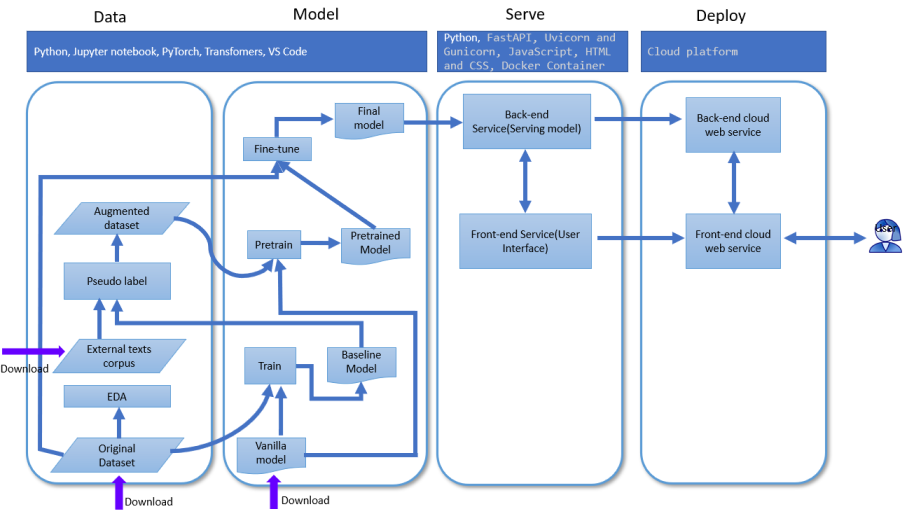 Data
Model
Serve
Deploy
Python, Jupyter notebook, PyTorch, Transfomers, VS Code
Python, FastAPI, Uvicorn and
Gunicorn, JavaScript, HTML
and CSS, Docker Container
Cloud platform
Final
model
Fine-tune
Back-end
Service(Serving model)
Back-end cloud
web service
Augmented
dataset
Pretrain
Pretrained
Model
Front-end Service(User
Interface)
Front-end cloud
web service
User
Pseudo label
External texts
corpus
Download
Train
Baseline
Model
EDA
Original
Dataset
Vanilla
model
Download
Download